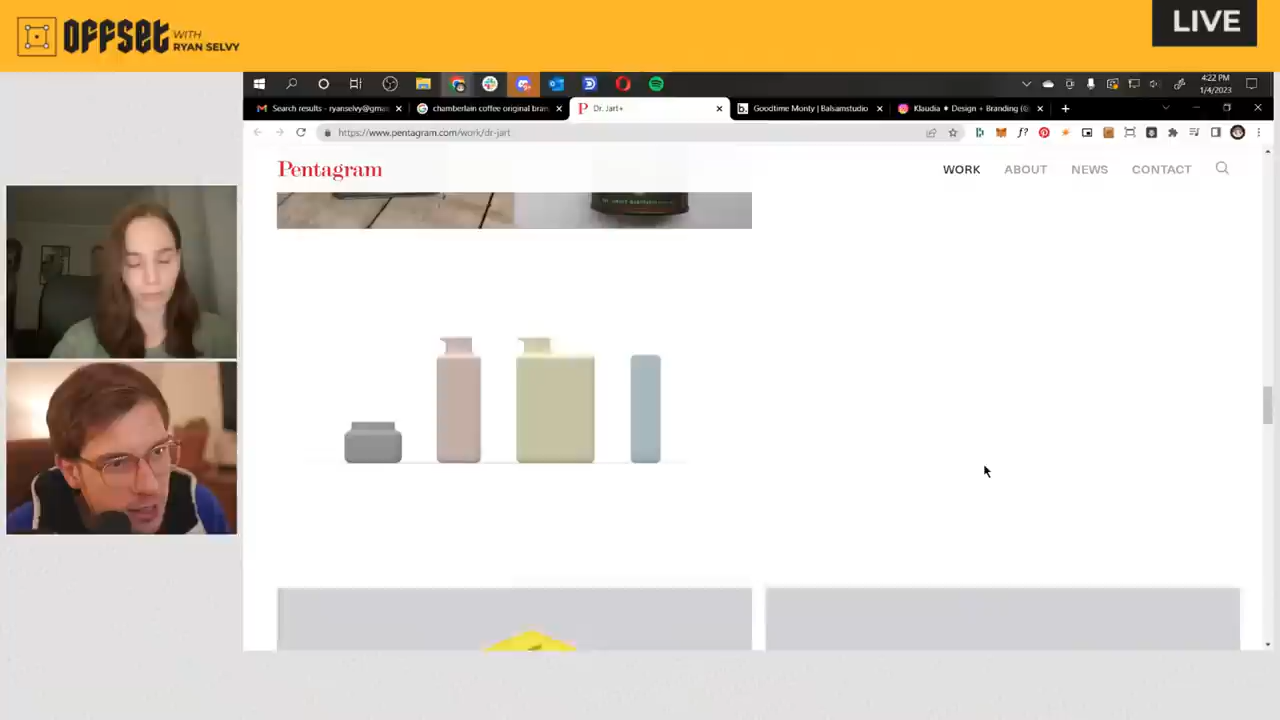 OFFSET WITH
RYAN SELVY
LIVE
4:22 PM
1/4/2023
Search results - ryanselvy@gma
chamberlain coffee original bran
Dr. Jart+
Goodtime Monty | Balsamstudio
Klaudia ✦ Design + Branding (@
https://www.pentagram.com/work/dr-jart
Pentagram
WORK
ABOUT
NEWS
CONTACT